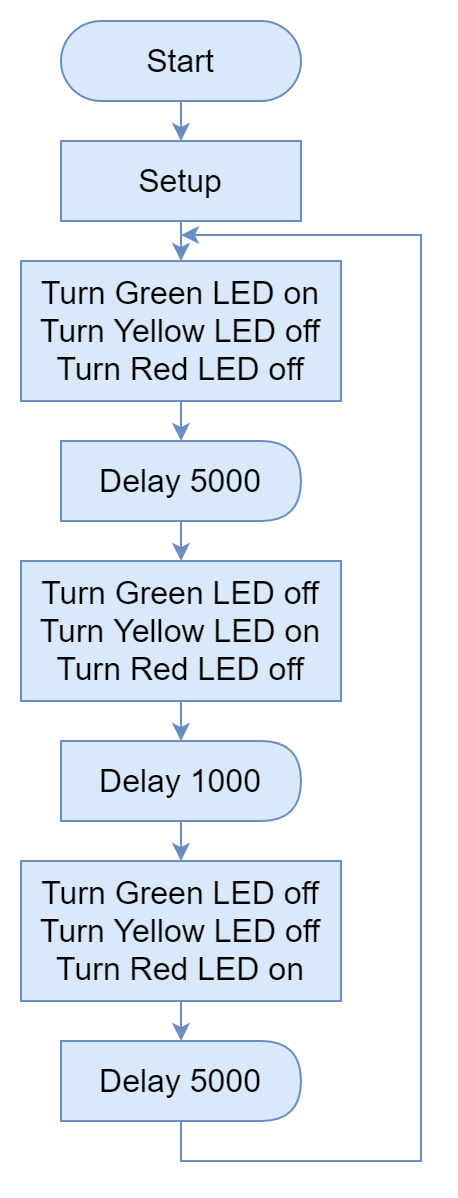 Start
Setup
Turn Green LED on
Turn Yellow LED off
Turn Red LED off
Delay 5000
Turn Green LED off
Turn Yellow LED on
Turn Red LED off
Delay 1000
Turn Green LED off
Turn Yellow LED off
Turn Red LED on
Delay 5000